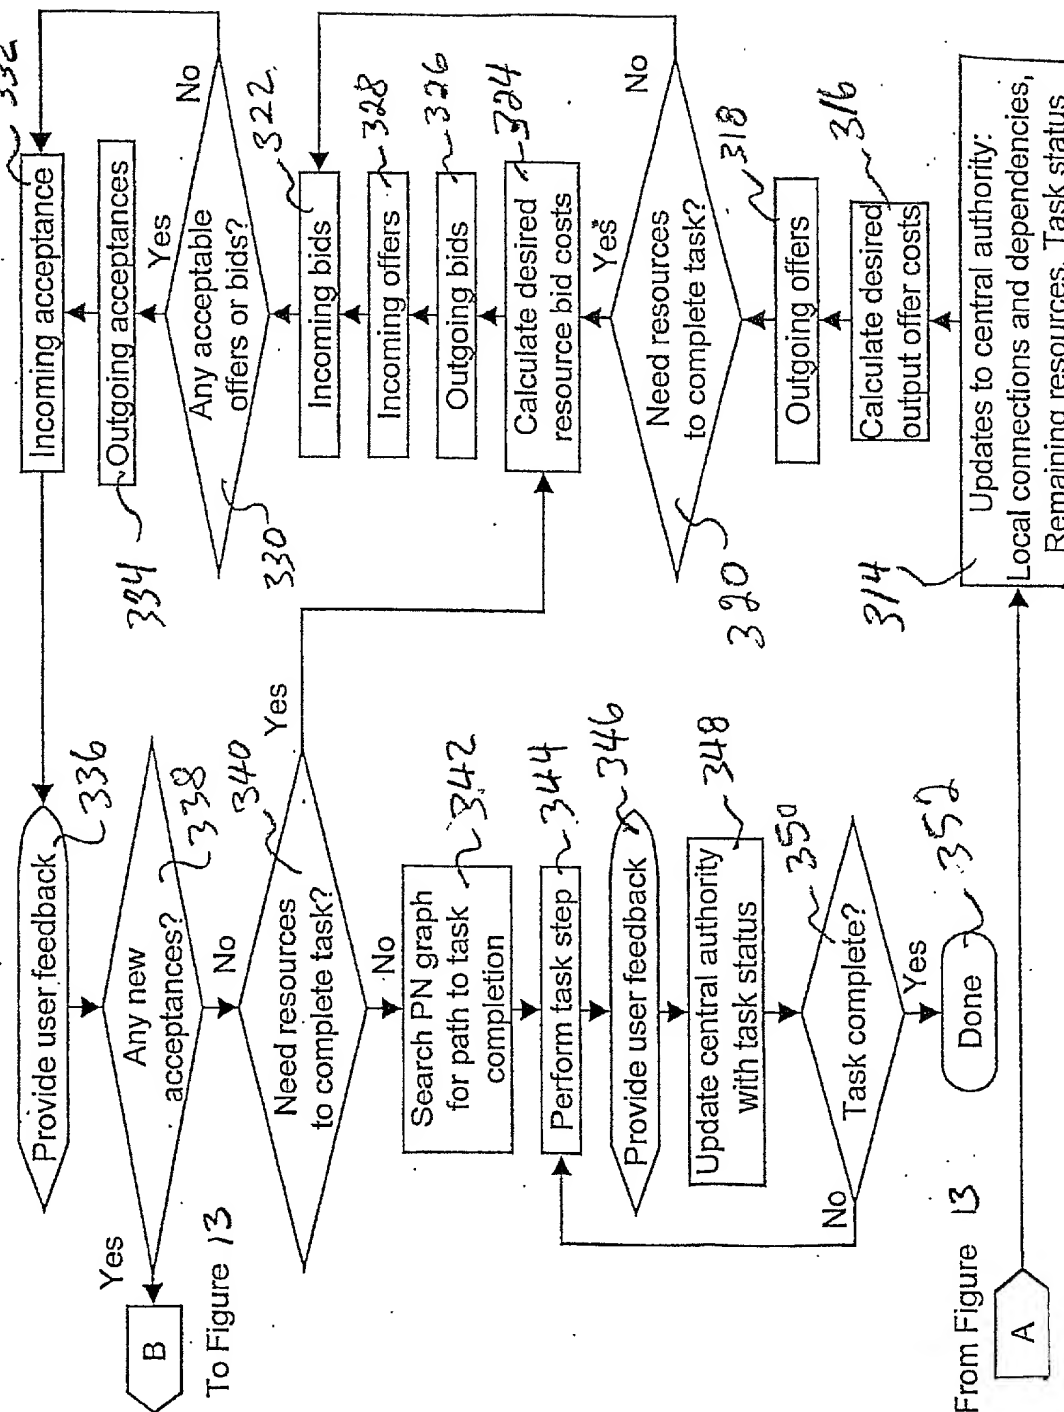 332
Incoming acceptance
334
Outgoing acceptances
Yes
No
Any acceptable
offers or bids?
330
322
Incoming bids
328
Incoming offers
326
Outgoing bids
324
Calculate desired
resource bid costs
Yes
No
Need resources
to complete task?
320
318
Outgoing offers
316
Calculate desired
output offer costs
314
Updates to central authority:
Local connections and dependencies,
Remaining resources, Task status
Provide user feedback
336
Any new
acceptances?
338
Yes
B
To Figure 13
No
340
Need resources
to complete task?
Yes
No
Search PN graph
for path to task
completion
342
Perform task step
344
Provide user feedback
346
Update central authority
with task status
348
Task complete?
350
No
Yes
Done
352
From Figure 13
A